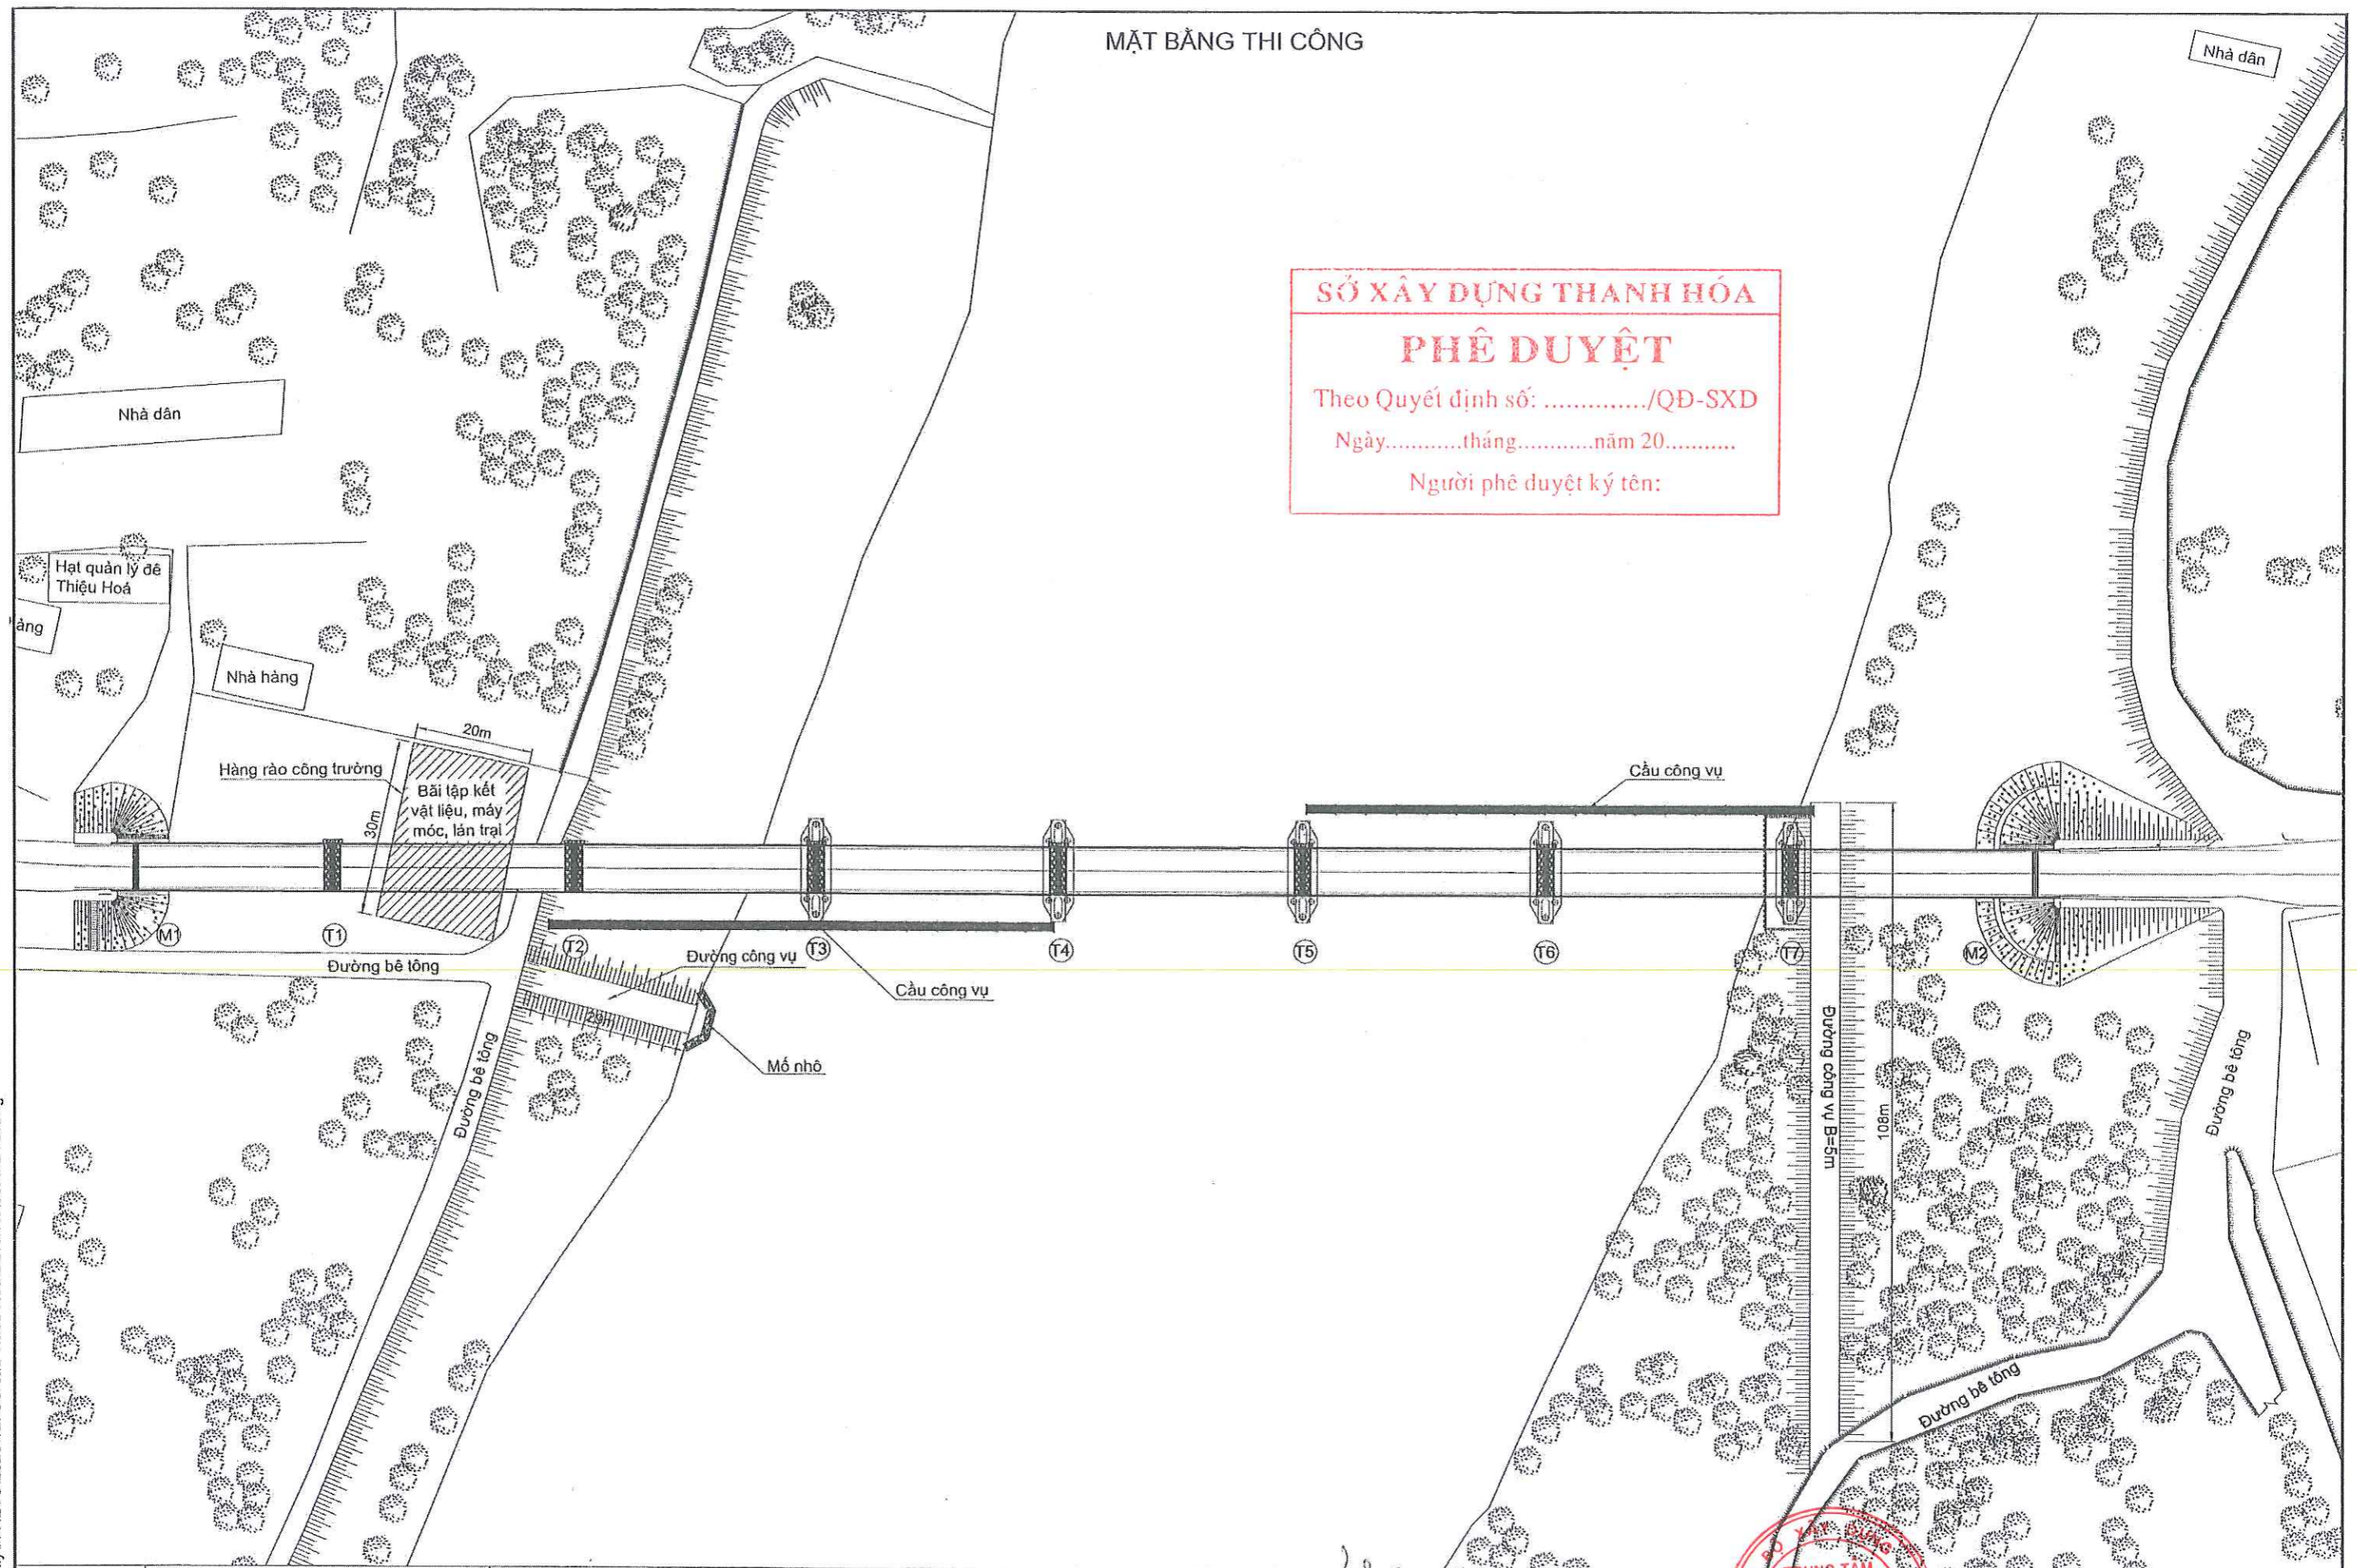 MẶT BẰNG THI CÔNG
Nhà dân
SỞ XÂY DỰNG THANH HÓA
PHÊ DUYỆT
Theo Quyết định số: ............../QĐ-SXD
Ngày............tháng............năm 20...........
Người phê duyệt ký tên:
Nhà dân
Hạt quản lý đê
Thiệu Hoá
àng
Nhà hàng
20m
Hàng rào công trường
Bãi tập kết
vật liệu, máy
móc, lán trại
30m
Cầu công vụ
M1
T1
T2
T3
T4
T5
T6
T7
M2
Đường bê tông
Đường công vụ
Cầu công vụ
Mố nhô
Đường bê tông
Đường công vụ B=5m
108m
Đường bê tông
Đường bê tông
BỘ XÂY DỰNG